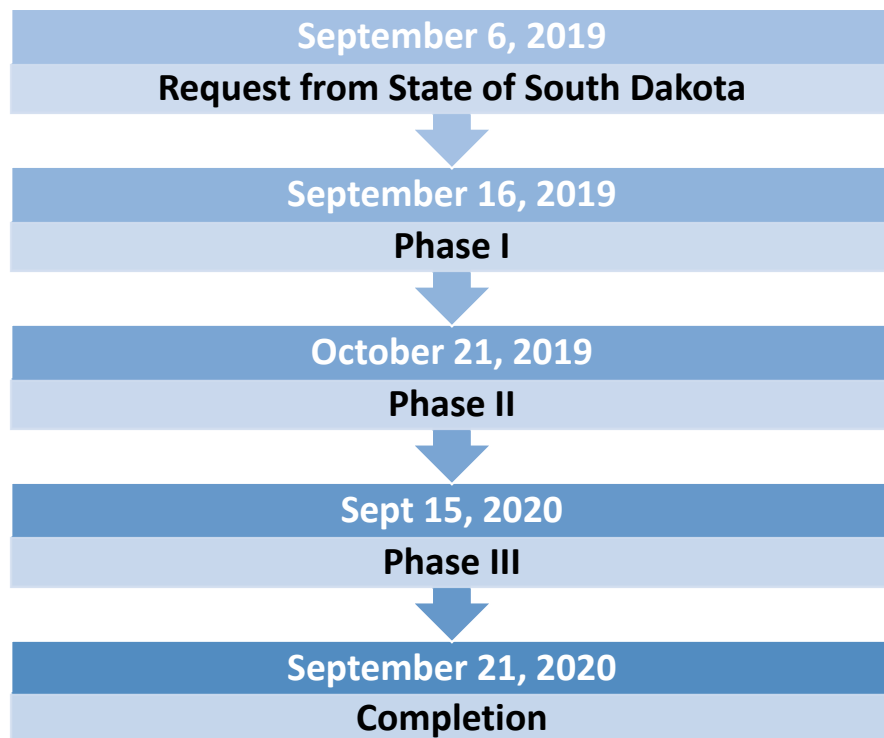 September 6, 2019
Request from State of South Dakota
September 16, 2019
Phase I
October 21, 2019
Phase II
Sept 15, 2020
Phase III
September 21, 2020
Completion